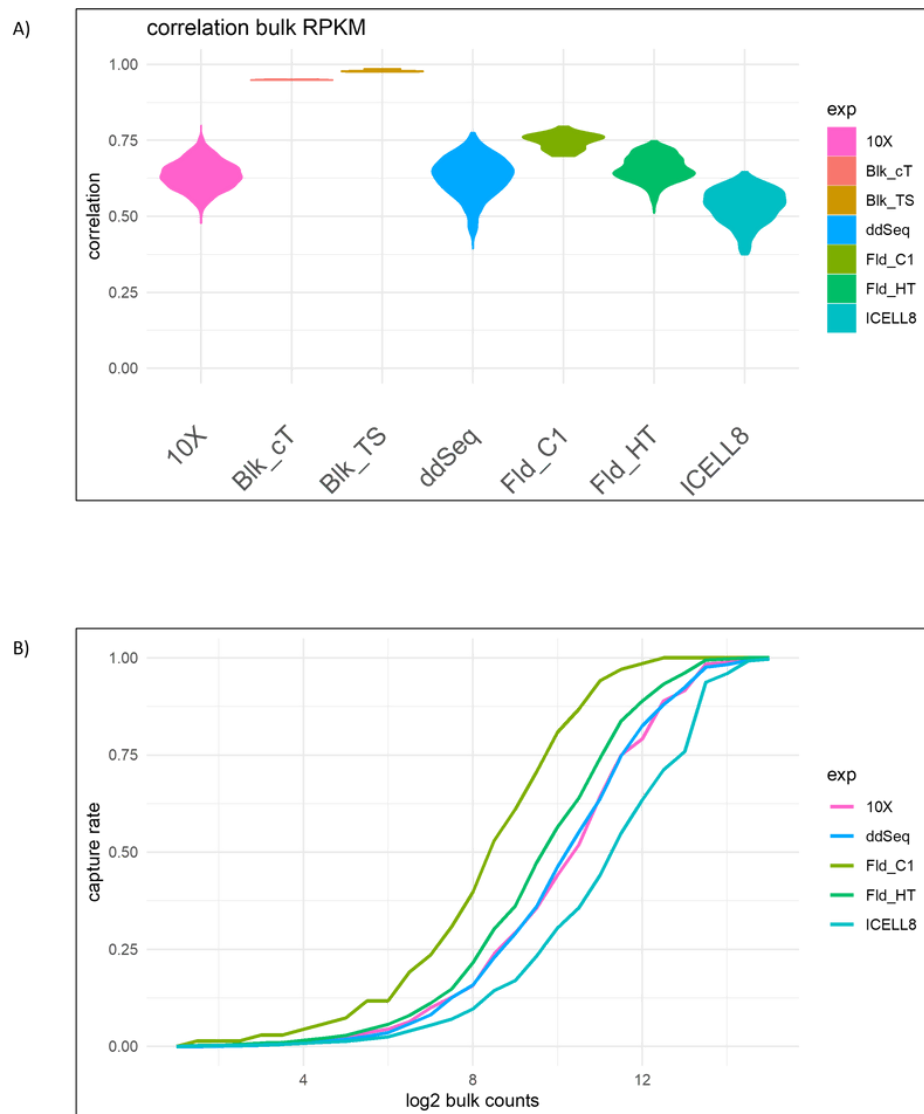 A)
correlation bulk RPKM
1.00
0.75
0.50
0.25
0.00
correlation
10X
Blk_cT
Blk_TS
ddSeq
Fld_C1
Fld_HT
ICELL8
exp
10X
Blk_cT
Blk_TS
ddSeq
Fld_C1
Fld_HT
ICELL8
B)
1.00
0.75
0.50
0.25
0.00
capture rate
4
8
12
log2 bulk counts
exp
10X
ddSeq
Fld_C1
Fld_HT
ICELL8